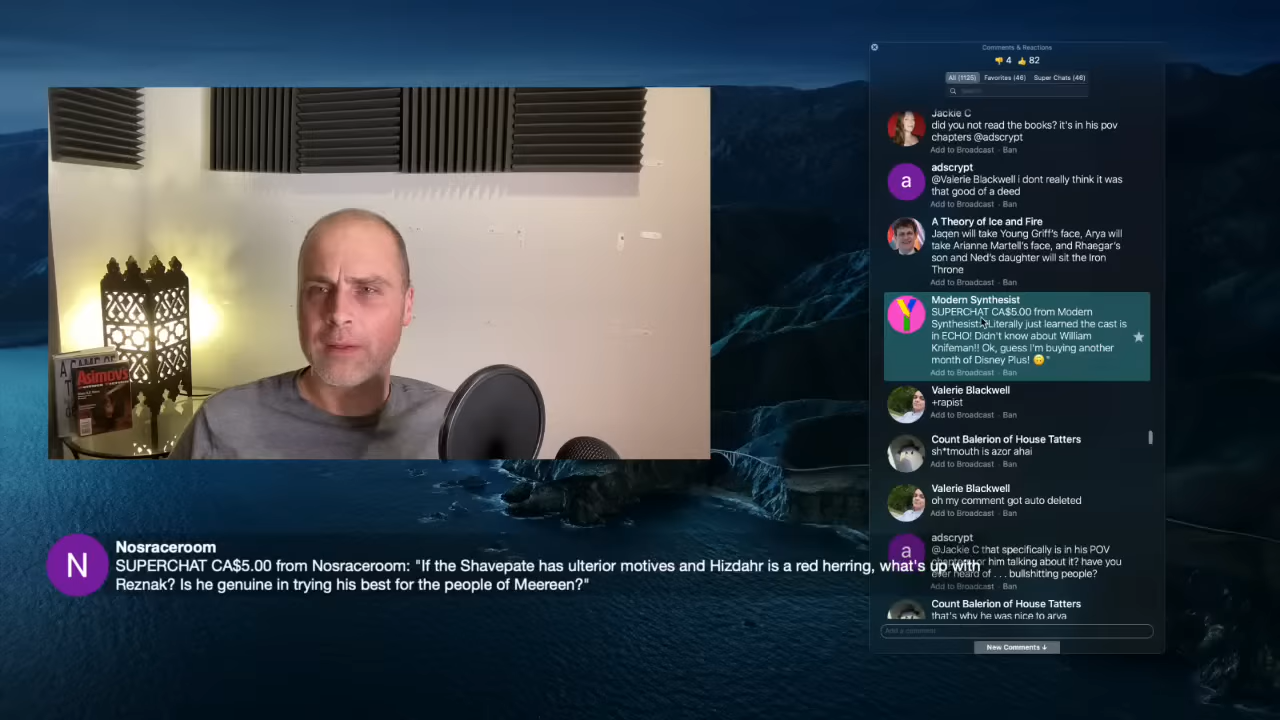 Comments & Reactions
👎 4 👍 82
All (1125) Favorites (46) Super Chats (46)
Search
Jackie C
did you not read the books? it's in his pov
chapters @adscrypt
Add to Broadcast · Ban
a
adscrypt
@Valerie Blackwell i dont really think it was
that good of a deed
Add to Broadcast · Ban
A Theory of Ice and Fire
Jaqen will take Young Griff's face, Arya will
take Arianne Martell's face, and Rhaegar's
son and Ned's daughter will sit the Iron
Throne
Add to Broadcast · Ban
Modern Synthesist
SUPERCHAT CA$5.00 from Modern
Synthesist: "Literally just learned the cast is
in ECHO! Didn't know about William
Knifeman!! Ok, guess I'm buying another
month of Disney Plus! 🙃"
Add to Broadcast · Ban
Valerie Blackwell
+rapist
Add to Broadcast · Ban
Count Balerion of House Tatters
sh*tmouth is azor ahai
Add to Broadcast · Ban
Valerie Blackwell
oh my comment got auto deleted
Add to Broadcast · Ban
a
adscrypt
@Jackie C that specifically is in his POV
him talking about it? have you
ever heard of . . . bullshitting people?
Add to Broadcast · Ban
Count Balerion of House Tatters
that's why he was nice to arya
Add a comment
New Comments ↓
A GAME OF
Asimov's
N
Nosraceroom
SUPERCHAT CA$5.00 from Nosraceroom: "If the Shavepate has ulterior motives and Hizdahr is a red herring, what's up with
Reznak? Is he genuine in trying his best for the people of Meereen?"